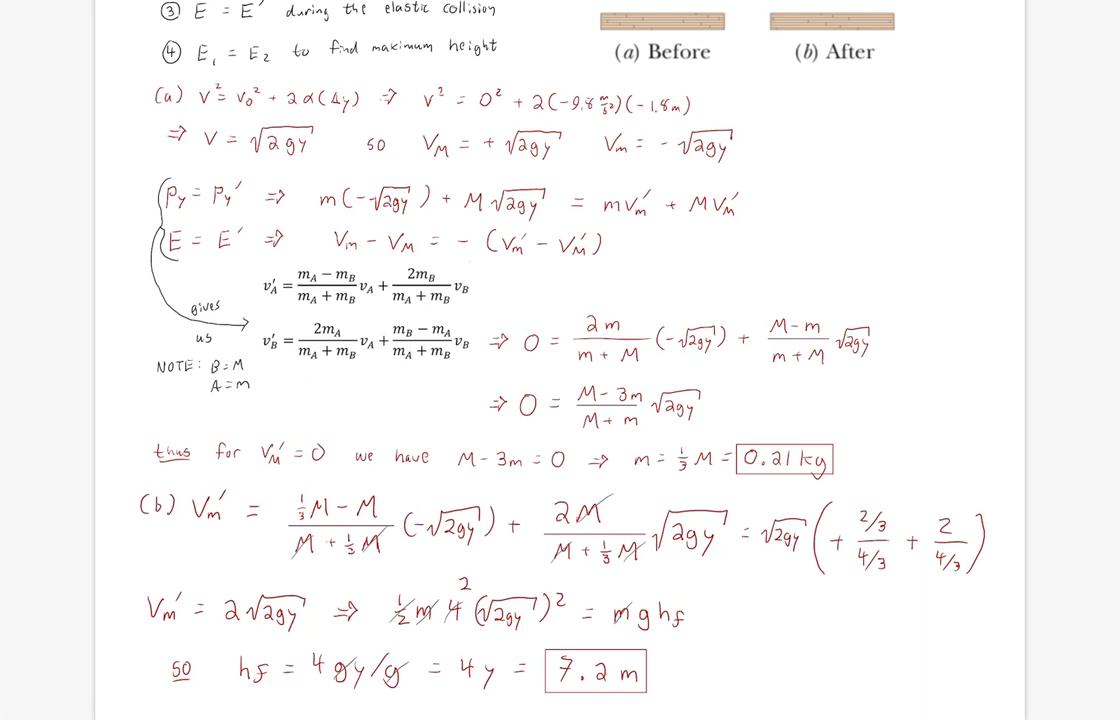 ③ E = E′ during the elastic collision
④ E₁ = E₂ to find maximum height
(a) Before (b) After
(a) v² = v₀² + 2a(Δy) ⇒ v² = 0² + 2(-9.8 m/s²)(-1.8m)
⇒ v = √2gy so v_M = +√2gy v_m = -√2gy
p_y = p_y′ ⇒ m(-√2gy) + M√2gy = mv_m′ + Mv_M′
E = E′ ⇒ v_m - v_M = -(v_m′ - v_M′)
v′_A = (m_A − m_B)/(m_A + m_B) v_A + 2m_B/(m_A + m_B) v_B
gives us
v′_B = 2m_A/(m_A + m_B) v_A + (m_B − m_A)/(m_A + m_B) v_B ⇒ 0 = 2m/(m + M) (-√2gy) + (M-m)/(m+M) √2gy
NOTE: B=M
A=m
⇒ 0 = (M-3m)/(M+m) √2gy
thus for v_M′ = 0 we have M-3m = 0 ⇒ m = ⅓M = 0.21 kg
(b) v_m′ = (⅓M - M)/(M + ⅓M) (-√2gy) + 2M/(M + ⅓M) √2gy = √2gy (+ (2/3)/(4/3) + 2/(4/3))
v_m′ = 2√2gy ⇒ ½m 4 2 (√2gy)² = mghf
so hf = 4gy/g = 4y = 7.2 m